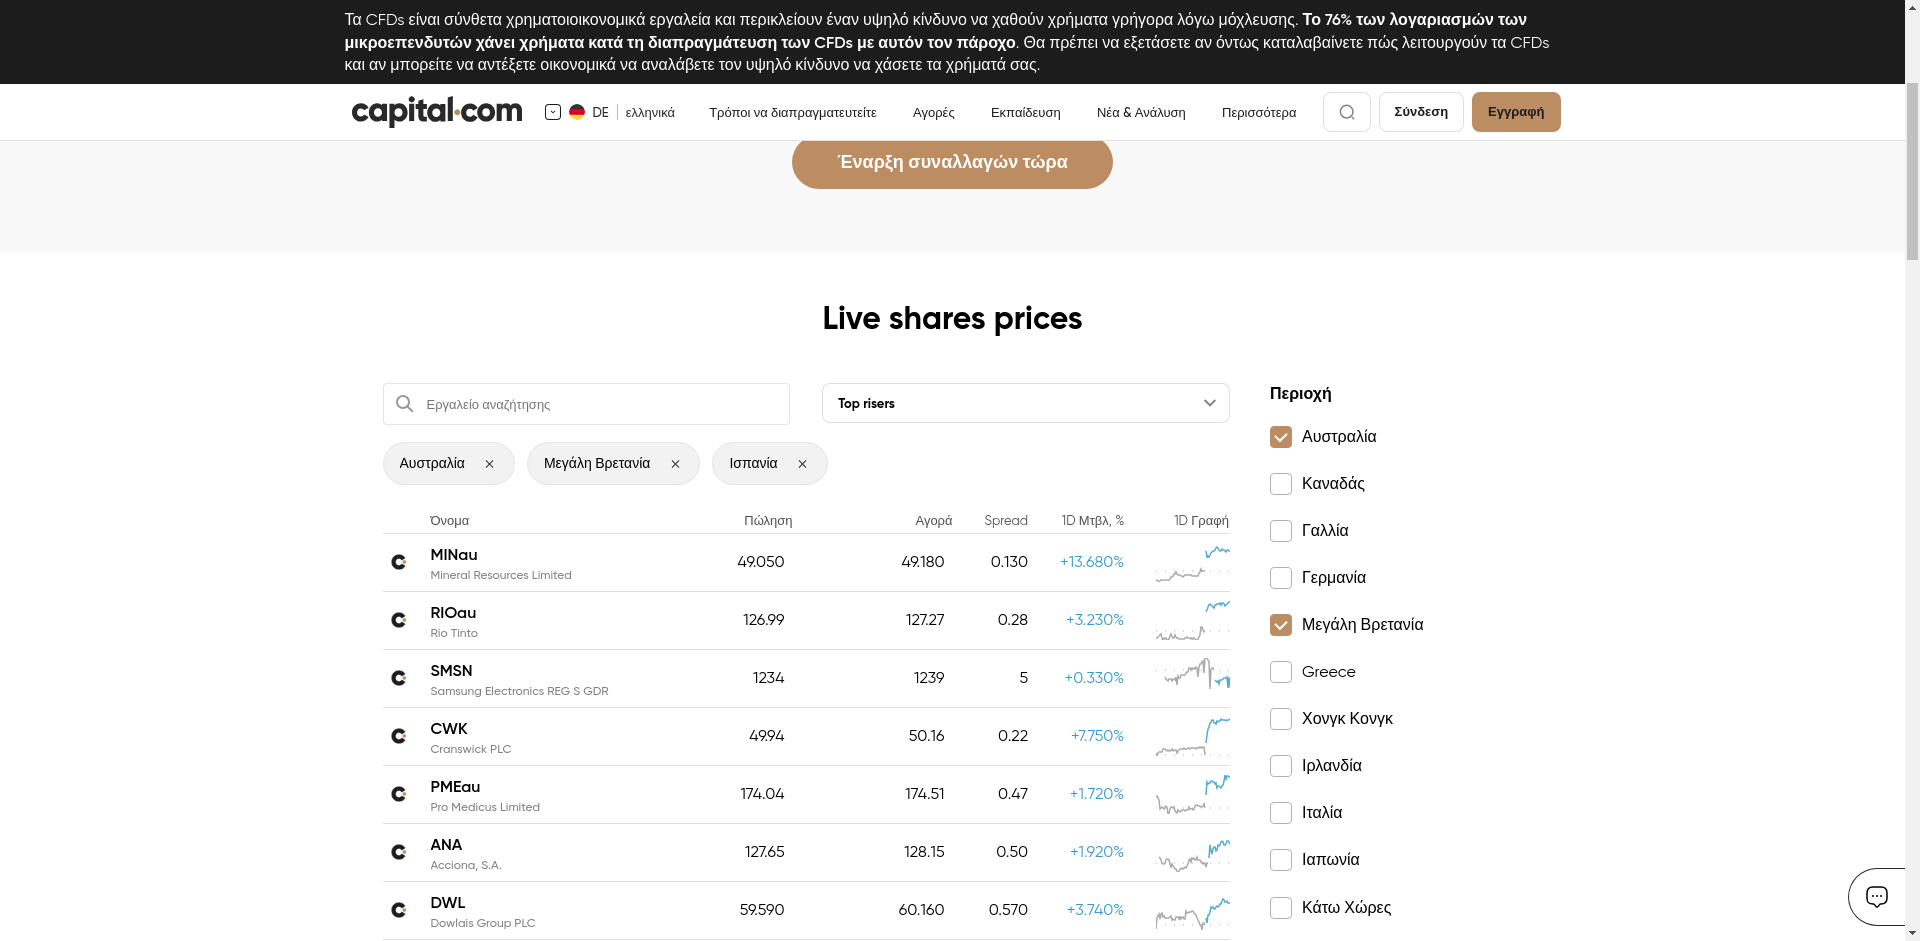 Τα CFDs είναι σύνθετα χρηματοιοικονομικά εργαλεία και περικλείουν έναν υψηλό κίνδυνο να χαθούν χρήματα γρήγορα λόγω μόχλευσης. Το 76% των λογαριασμών των
μικροεπενδυτών χάνει χρήματα κατά τη διαπραγμάτευση των CFDs με αυτόν τον πάροχο. Θα πρέπει να εξετάσετε αν όντως καταλαβαίνετε πώς λειτουργούν τα CFDs
και αν μπορείτε να αντέξετε οικονομικά να αναλάβετε τον υψηλό κίνδυνο να χάσετε τα χρήματά σας.
capital.com DE ελληνικά Τρόποι να διαπραγματευτείτε Αγορές Εκπαίδευση Νέα & Ανάλυση Περισσότερα Σύνδεση Εγγραφή
Έναρξη συναλλαγών τώρα
Live shares prices
Εργαλείο αναζήτησης
Top risers
Αυστραλία Μεγάλη Βρετανία Ισπανία
Όνομα Πώληση Αγορά Spread 1D Μτβλ, % 1D Γραφή
MINau 49.050 49.180 0.130 +13.680%
Mineral Resources Limited
RIOau 126.99 127.27 0.28 +3.230%
Rio Tinto
SMSN 1234 1239 5 +0.330%
Samsung Electronics REG S GDR
CWK 49.94 50.16 0.22 +7.750%
Cranswick PLC
PMEau 174.04 174.51 0.47 +1.720%
Pro Medicus Limited
ANA 127.65 128.15 0.50 +1.920%
Acciona, S.A.
DWL 59.590 60.160 0.570 +3.740%
Dowlais Group PLC
Περιοχή
Αυστραλία
Καναδάς
Γαλλία
Γερμανία
Μεγάλη Βρετανία
Greece
Χονγκ Κονγκ
Ιρλανδία
Ιταλία
Ιαπωνία
Κάτω Χώρες